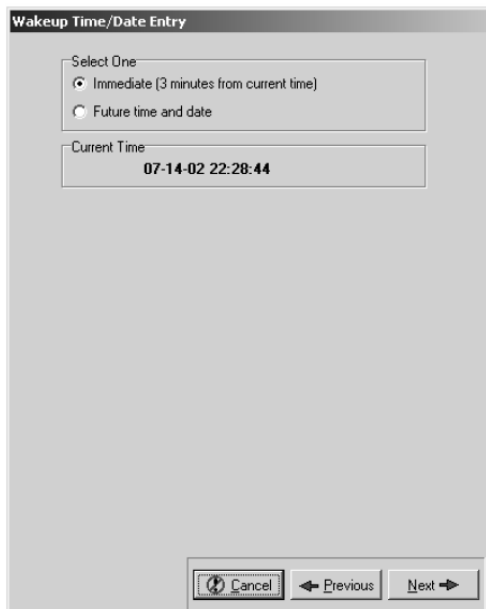 Wakeup Time/Date Entry
Select One
Immediate (3 minutes from current time)
Future time and date
Current Time
07-14-02 22:28:44
Cancel
Previous
Next